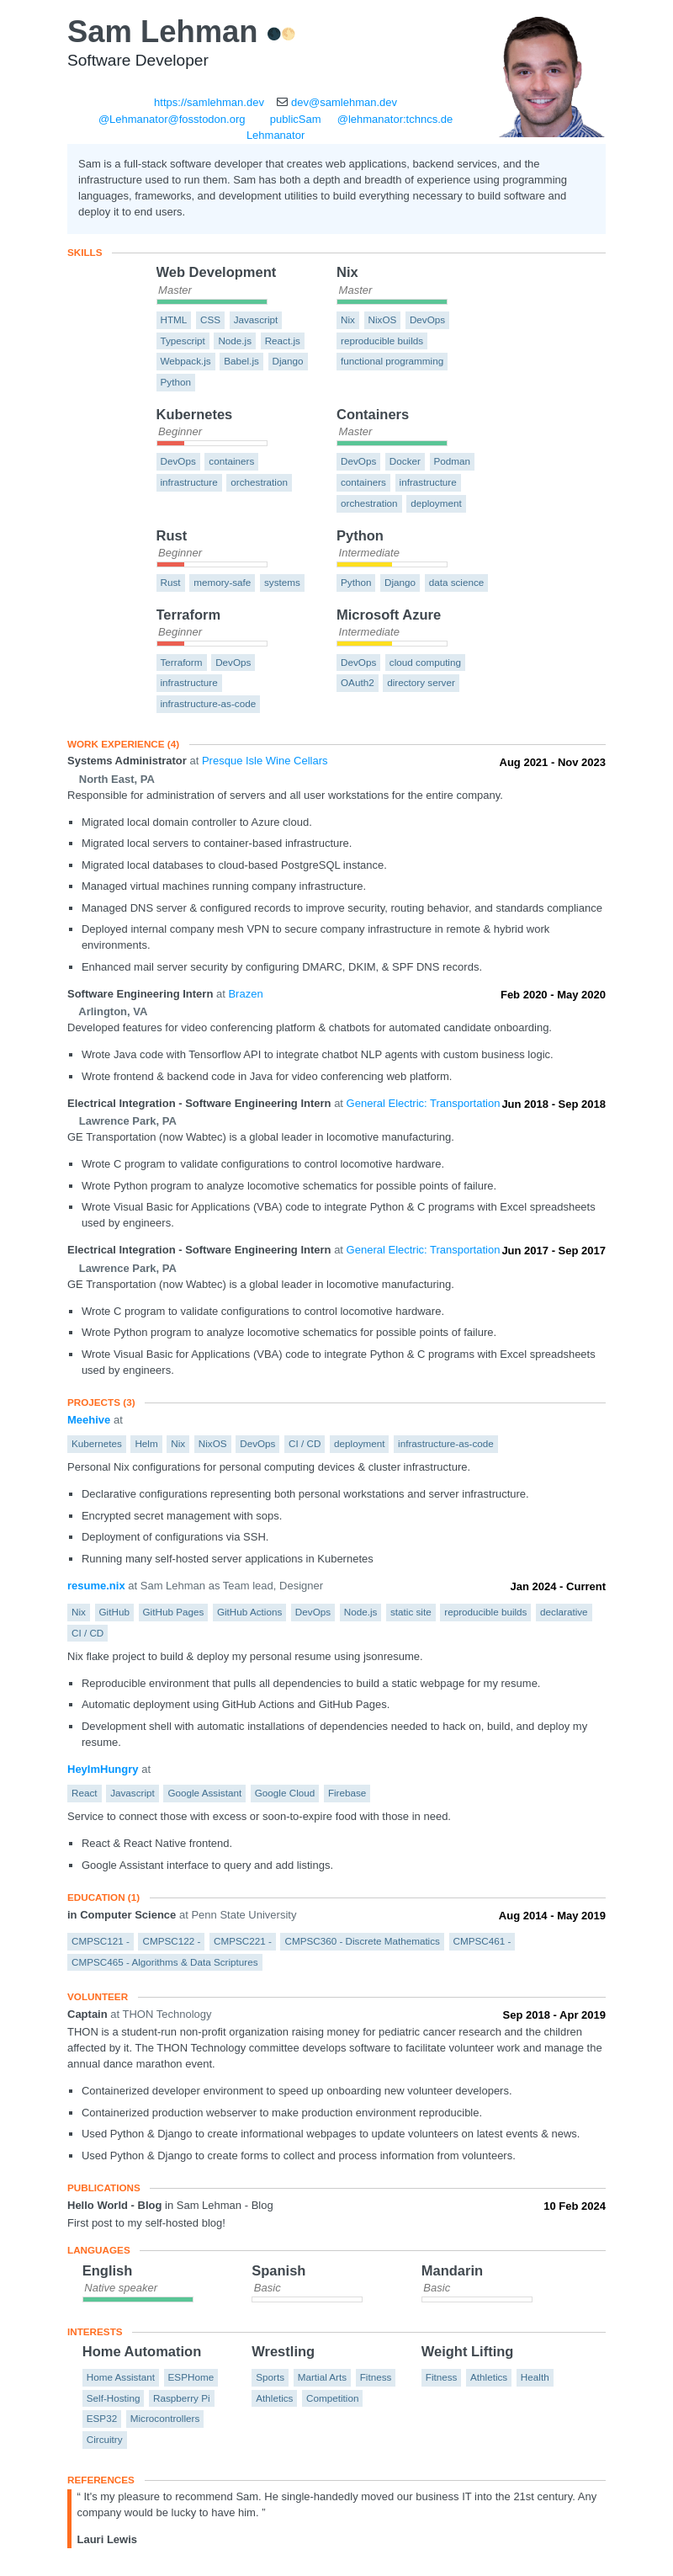 Sam Lehman
Software Developer
https://samlehman.dev dev@samlehman.dev
@Lehmanator@fosstodon.org publicSam @lehmanator:tchncs.de
Lehmanator
Sam is a full-stack software developer that creates web applications, backend services, and the
infrastructure used to run them. Sam has both a depth and breadth of experience using programming
languages, frameworks, and development utilities to build everything necessary to build software and
deploy it to end users.
SKILLS
Web Development Nix
Master Master
HTML CSS Javascript Nix NixOS DevOps
Typescript Node.js React.js reproducible builds
Webpack.js Babel.js Django functional programming
Python
Kubernetes Containers
Beginner Master
DevOps containers DevOps Docker Podman
infrastructure orchestration containers infrastructure
orchestration deployment
Rust Python
Beginner Intermediate
Rust memory-safe systems Python Django data science
Terraform Microsoft Azure
Beginner Intermediate
Terraform DevOps DevOps cloud computing
infrastructure OAuth2 directory server
infrastructure-as-code
WORK EXPERIENCE (4)
Systems Administrator at Presque Isle Wine Cellars Aug 2021 - Nov 2023
North East, PA
Responsible for administration of servers and all user workstations for the entire company.
▪ Migrated local domain controller to Azure cloud.
▪ Migrated local servers to container-based infrastructure.
▪ Migrated local databases to cloud-based PostgreSQL instance.
▪ Managed virtual machines running company infrastructure.
▪ Managed DNS server & configured records to improve security, routing behavior, and standards compliance
▪ Deployed internal company mesh VPN to secure company infrastructure in remote & hybrid work
environments.
▪ Enhanced mail server security by configuring DMARC, DKIM, & SPF DNS records.
Software Engineering Intern at Brazen Feb 2020 - May 2020
Arlington, VA
Developed features for video conferencing platform & chatbots for automated candidate onboarding.
▪ Wrote Java code with Tensorflow API to integrate chatbot NLP agents with custom business logic.
▪ Wrote frontend & backend code in Java for video conferencing web platform.
Electrical Integration - Software Engineering Intern at General Electric: Transportation Jun 2018 - Sep 2018
Lawrence Park, PA
GE Transportation (now Wabtec) is a global leader in locomotive manufacturing.
▪ Wrote C program to validate configurations to control locomotive hardware.
▪ Wrote Python program to analyze locomotive schematics for possible points of failure.
▪ Wrote Visual Basic for Applications (VBA) code to integrate Python & C programs with Excel spreadsheets
used by engineers.
Electrical Integration - Software Engineering Intern at General Electric: Transportation Jun 2017 - Sep 2017
Lawrence Park, PA
GE Transportation (now Wabtec) is a global leader in locomotive manufacturing.
▪ Wrote C program to validate configurations to control locomotive hardware.
▪ Wrote Python program to analyze locomotive schematics for possible points of failure.
▪ Wrote Visual Basic for Applications (VBA) code to integrate Python & C programs with Excel spreadsheets
used by engineers.
PROJECTS (3)
Meehive at
Kubernetes Helm Nix NixOS DevOps CI / CD deployment infrastructure-as-code
Personal Nix configurations for personal computing devices & cluster infrastructure.
▪ Declarative configurations representing both personal workstations and server infrastructure.
▪ Encrypted secret management with sops.
▪ Deployment of configurations via SSH.
▪ Running many self-hosted server applications in Kubernetes
resume.nix at Sam Lehman as Team lead, Designer Jan 2024 - Current
Nix GitHub GitHub Pages GitHub Actions DevOps Node.js static site reproducible builds declarative
CI / CD
Nix flake project to build & deploy my personal resume using jsonresume.
▪ Reproducible environment that pulls all dependencies to build a static webpage for my resume.
▪ Automatic deployment using GitHub Actions and GitHub Pages.
▪ Development shell with automatic installations of dependencies needed to hack on, build, and deploy my
resume.
HeyImHungry at
React Javascript Google Assistant Google Cloud Firebase
Service to connect those with excess or soon-to-expire food with those in need.
▪ React & React Native frontend.
▪ Google Assistant interface to query and add listings.
EDUCATION (1)
in Computer Science at Penn State University Aug 2014 - May 2019
CMPSC121 - CMPSC122 - CMPSC221 - CMPSC360 - Discrete Mathematics CMPSC461 -
CMPSC465 - Algorithms & Data Scriptures
VOLUNTEER
Captain at THON Technology Sep 2018 - Apr 2019
THON is a student-run non-profit organization raising money for pediatric cancer research and the children
affected by it. The THON Technology committee develops software to facilitate volunteer work and manage the
annual dance marathon event.
▪ Containerized developer environment to speed up onboarding new volunteer developers.
▪ Containerized production webserver to make production environment reproducible.
▪ Used Python & Django to create informational webpages to update volunteers on latest events & news.
▪ Used Python & Django to create forms to collect and process information from volunteers.
PUBLICATIONS
Hello World - Blog in Sam Lehman - Blog 10 Feb 2024
First post to my self-hosted blog!
LANGUAGES
English Spanish Mandarin
Native speaker Basic Basic
INTERESTS
Home Automation Wrestling Weight Lifting
Home Assistant ESPHome Sports Martial Arts Fitness Fitness Athletics Health
Self-Hosting Raspberry Pi Athletics Competition
ESP32 Microcontrollers
Circuitry
REFERENCES
“ It's my pleasure to recommend Sam. He single-handedly moved our business IT into the 21st century. Any
company would be lucky to have him. ”
Lauri Lewis